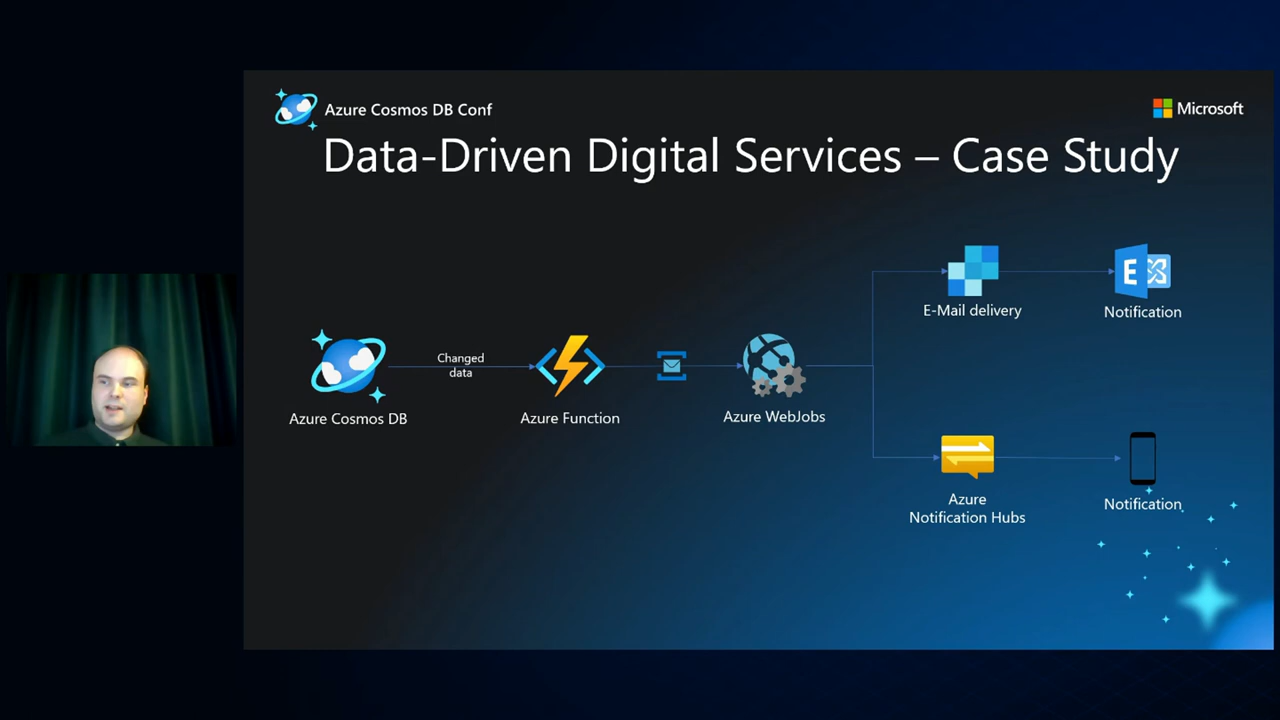 Azure Cosmos DB Conf
Microsoft
Data-Driven Digital Services – Case Study
E-Mail delivery
Notification
Changed
data
Azure Cosmos DB
Azure Function
Azure WebJobs
E
Azure
Notification Hubs
Notification